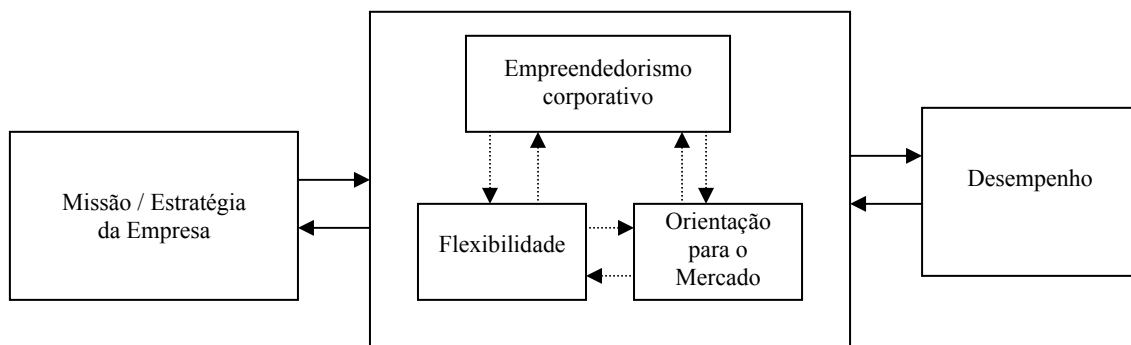 Empreendedorismo
corporativo
Missão / Estratégia
da Empresa
Flexibilidade
Orientação
para o
Mercado
Desempenho